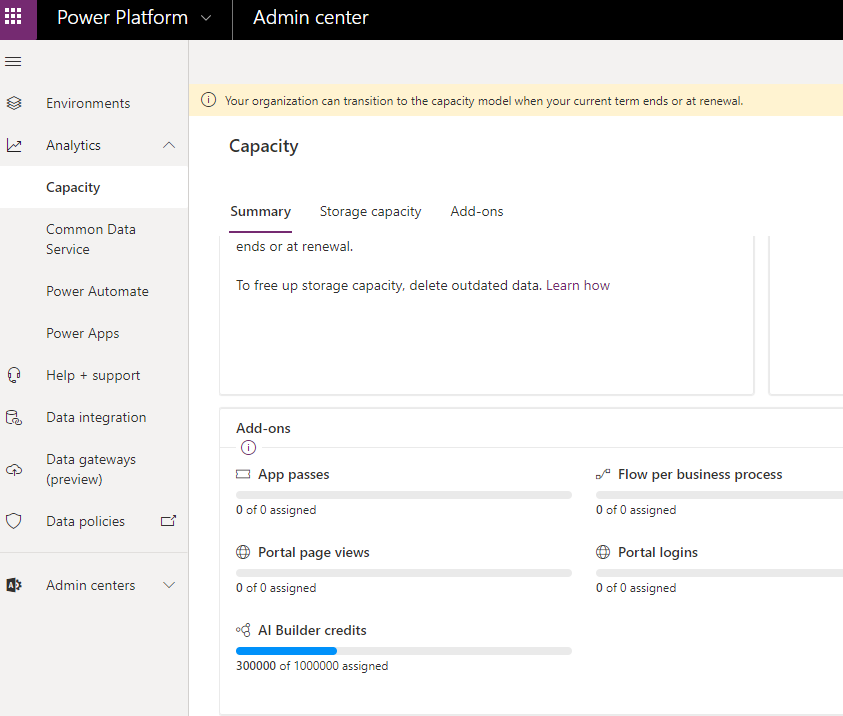 Power Platform
Admin center
Environments
Analytics
Capacity
Common Data
Service
Power Automate
Power Apps
Help + support
Data integration
Data gateways
(preview)
Data policies
Admin centers
Your organization can transition to the capacity model when your current term ends or at renewal.
Capacity
Summary Storage capacity Add-ons
ends or at renewal.
To free up storage capacity, delete outdated data. Learn how
Add-ons
App passes
0 of 0 assigned
Flow per business process
0 of 0 assigned
Portal page views
0 of 0 assigned
Portal logins
0 of 0 assigned
AI Builder credits
300000 of 1000000 assigned